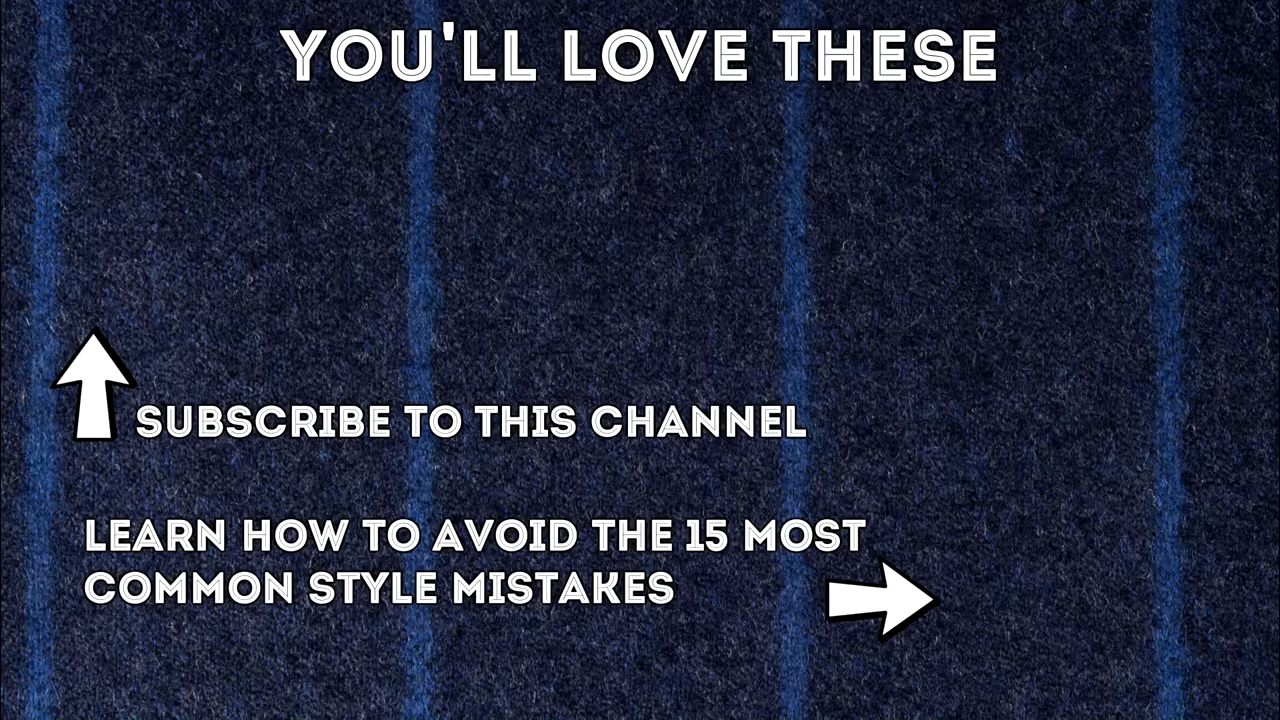 YOU'LL LOVE THESE
SUBSCRIBE TO THIS CHANNEL
LEARN HOW TO AVOID THE 15 MOST
COMMON STYLE MISTAKES